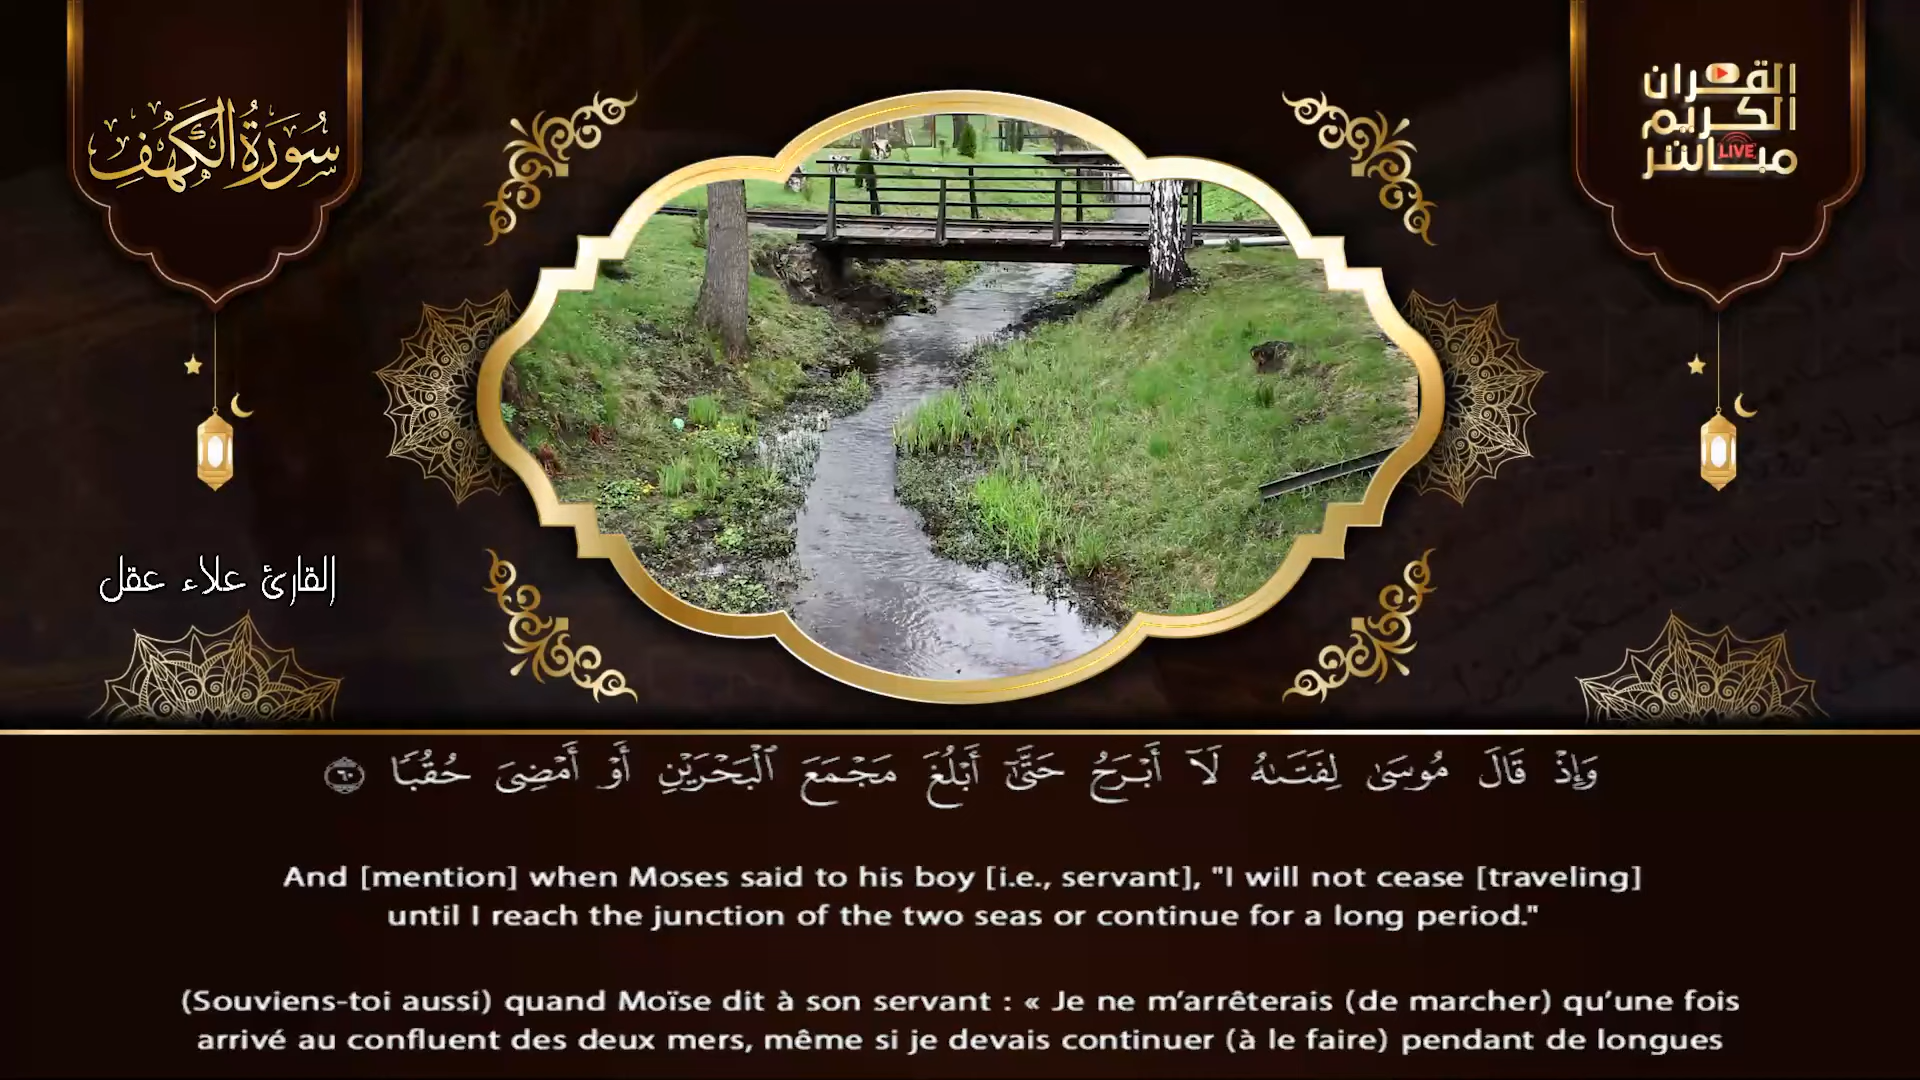 سُورَةُ الكَهْفِ
القرآن
الكريم
مباشر
LIVE
القارئ علاء عقل
وَإِذْ قَالَ مُوسَىٰ لِفَتَىٰهُ لَآ أَبْرَحُ حَتَّىٰٓ أَبْلُغَ مَجْمَعَ ٱلْبَحْرَيْنِ أَوْ أَمْضِىَ حُقُبًا ٦٠
And [mention] when Moses said to his boy [i.e., servant], "I will not cease [traveling]
until I reach the junction of the two seas or continue for a long period."
(Souviens-toi aussi) quand Moïse dit à son servant : « Je ne m’arrêterais (de marcher) qu’une fois
arrivé au confluent des deux mers, même si je devais continuer (à le faire) pendant de longues